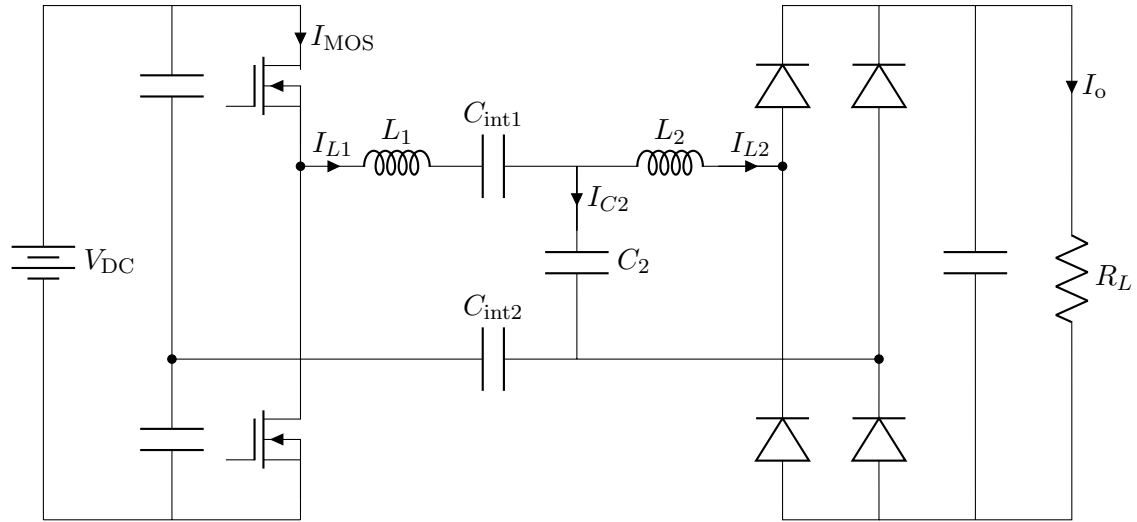 I_MOS
C_int1
I_L1
L_1
L_2
I_L2
I_o
I_C2
V_DC
C_2
R_L
C_int2